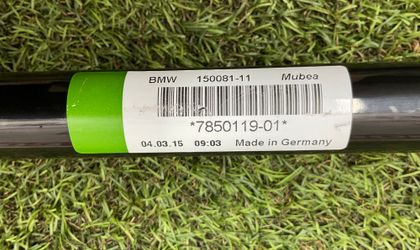 BMW 150081-11 Mubea
*7850119-01*
04.03.15 09:03 Made in Germany